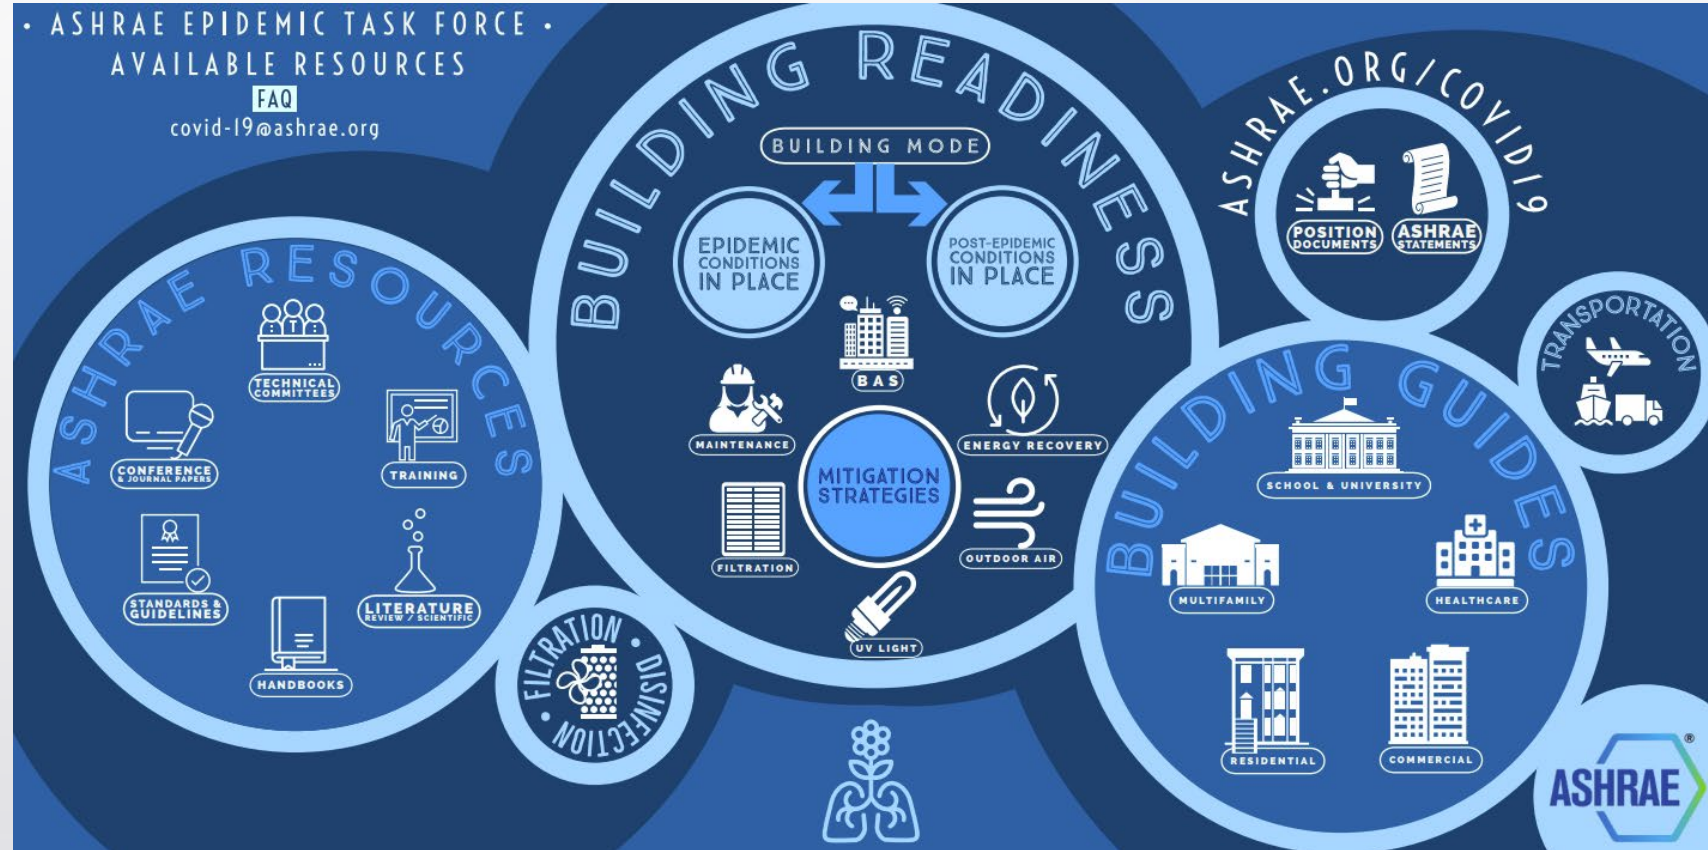 • ASHRAE EPIDEMIC TASK FORCE •
AVAILABLE RESOURCES
FAQ
covid-19@ashrae.org
ASHRAE RESOURCES
TECHNICAL
COMMITTEES
CONFERENCE
& JOURNAL PAPERS
TRAINING
STANDARDS &
GUIDELINES
LITERATURE
REVIEW / SCIENTIFIC
HANDBOOKS
FILTRATION • DISINFECTION •
BUILDING READINESS
BUILDING MODE
EPIDEMIC
CONDITIONS
IN PLACE
POST-EPIDEMIC
CONDITIONS
IN PLACE
BAS
MAINTENANCE
ENERGY RECOVERY
MITIGATION
STRATEGIES
FILTRATION
OUTDOOR AIR
UV LIGHT
ASHRAE.ORG/COVID19
POSITION
DOCUMENTS
ASHRAE
STATEMENTS
TRANSPORTATION
BUILDING GUIDES
SCHOOL & UNIVERSITY
MULTIFAMILY
HEALTHCARE
RESIDENTIAL
COMMERCIAL
ASHRAE®